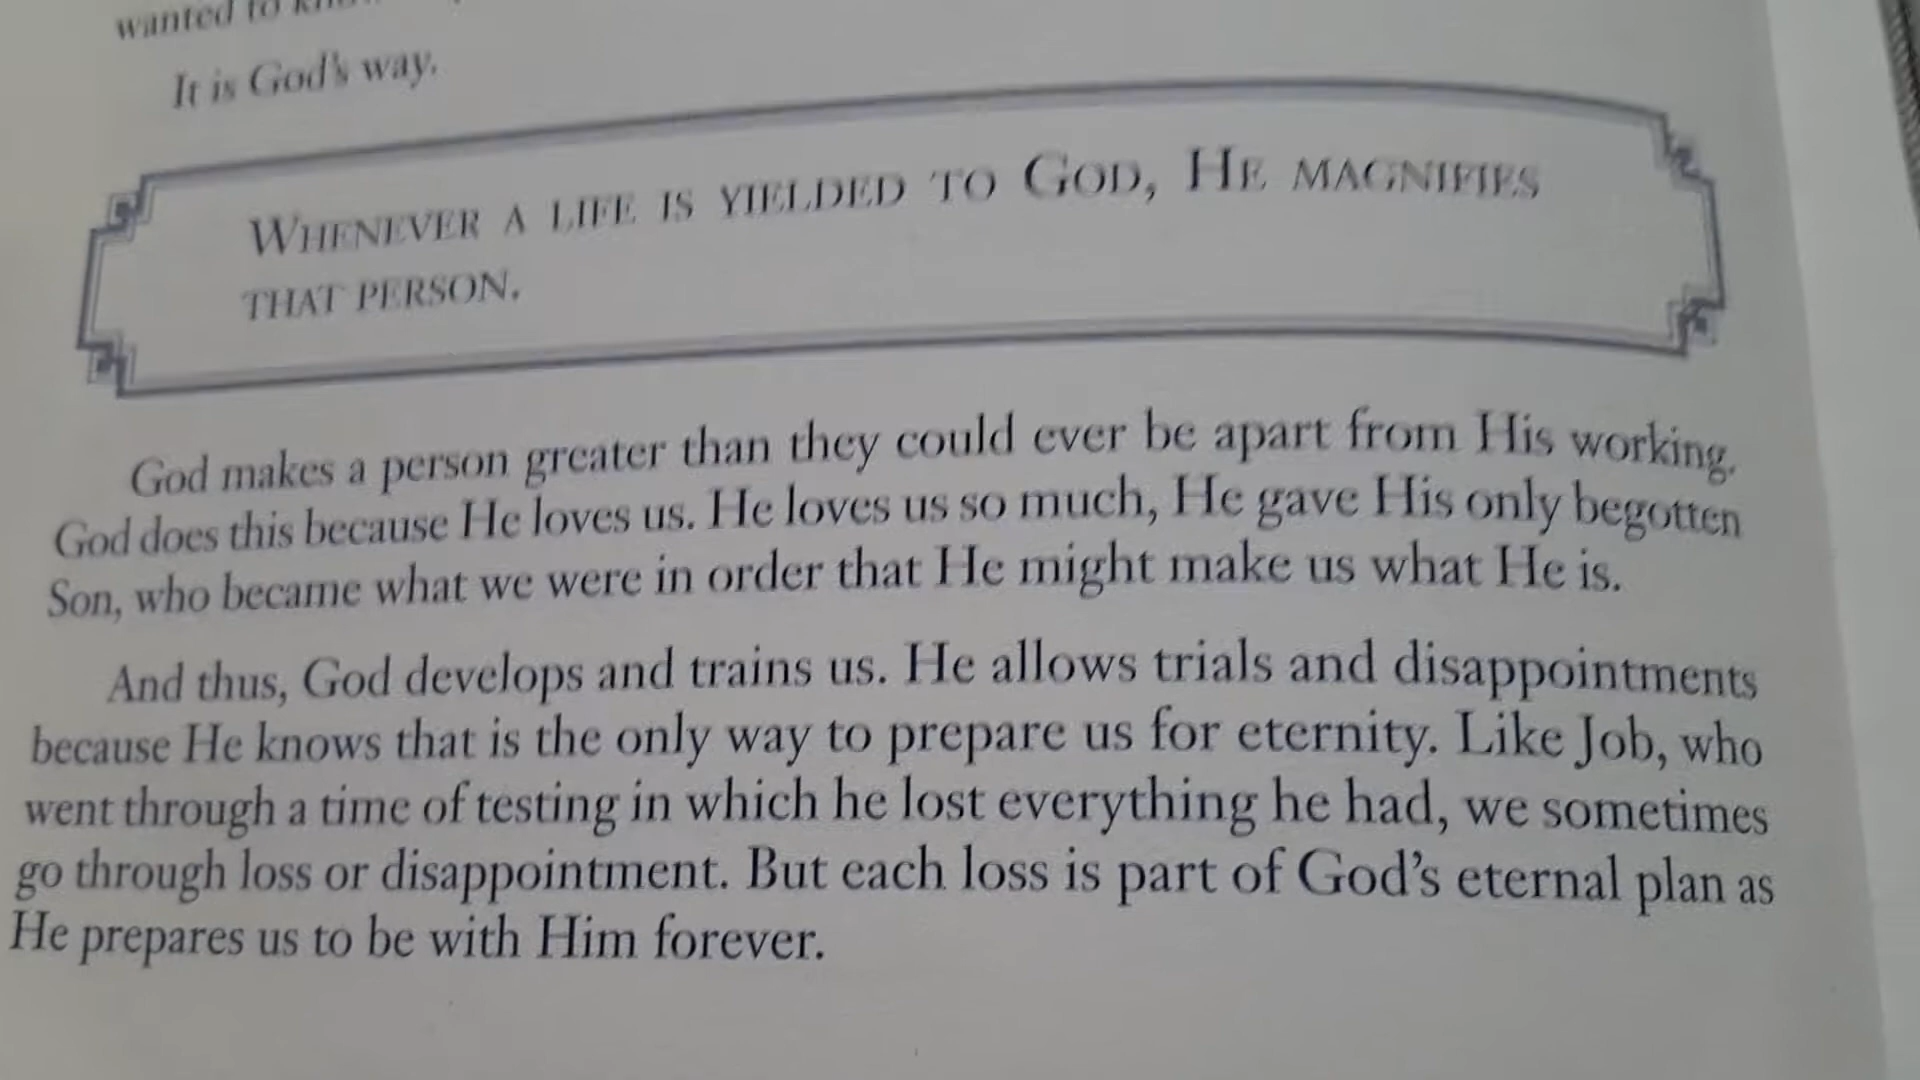 wanted to
It is God's way.
WHENEVER A LIFE IS YIELDED TO GOD, HE MAGNIFIES
THAT PERSON.
God makes a person greater than they could ever be apart from His working.
God does this because He loves us. He loves us so much, He gave His only begotten
Son, who became what we were in order that He might make us what He is.
And thus, God develops and trains us. He allows trials and disappointments
because He knows that is the only way to prepare us for eternity. Like Job, who
went through a time of testing in which he lost everything he had, we sometimes
go through loss or disappointment. But each loss is part of God's eternal plan as
He prepares us to be with Him forever.